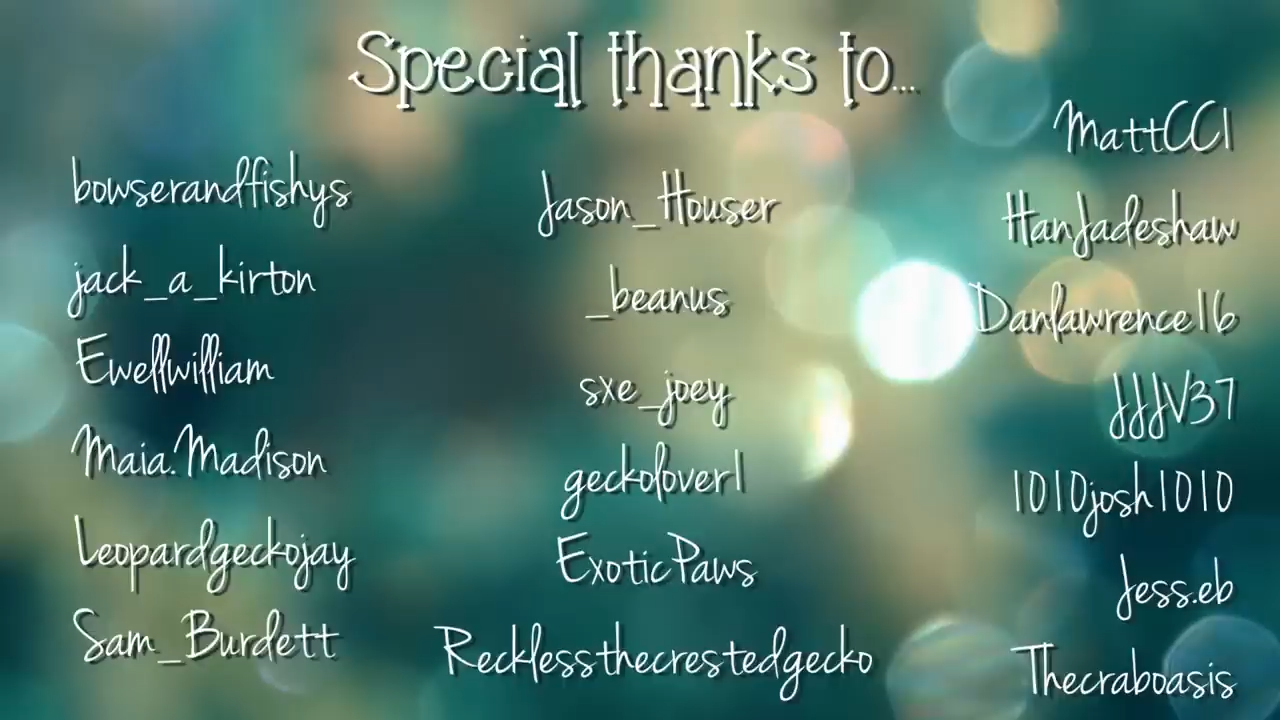 Special thanks to...
bowserandfishys
jack_a_kirton
Ewellwilliam
Maia.Madison
Leopardgeckojay
Sam_Burdett
Jason_Houser
_beanus
sxe_joey
geckolover1
ExoticPaws
Recklessthecrestedgecko
MattCC1
HanJadeshaw
Danlawrence16
JJJV37
1010josh1010
Jess.eb
Thecraboasis